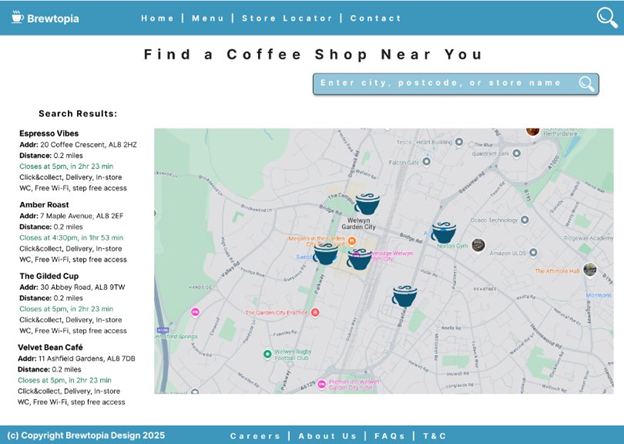 Brewtopia
Home | Menu | Store Locator | Contact
Find a Coffee Shop Near You
Enter city, postcode, or store name
Search Results:
Espresso Vibes
Addr: 20 Coffee Crescent, AL8 2HZ
Distance: 0.2 miles
Closes at 5pm, in 2hr 23 min
Click&collect, Delivery, In-store
WC, Free Wi-Fi, step free access
Amber Roast
Addr: 7 Maple Avenue, AL8 2EF
Distance: 0.2 miles
Closes at 4:30pm, in 1hr 53 min
Click&collect, Delivery, In-store
WC, Free Wi-Fi, step free access
The Gilded Cup
Addr: 30 Abbey Road, AL8 9TW
Distance: 0.2 miles
Closes at 5pm, in 2hr 23 min
Click&collect, Delivery, In-store
WC, Free Wi-Fi, step free access
Velvet Bean Café
Addr: 11 Ashfield Gardens, AL8 7DB
Distance: 0.2 miles
Closes at 5pm, in 2hr 23 min
Click&collect, Delivery, In-store
WC, Free Wi-Fi, step free access
Hertfordshire
Ocado Technology
Welwyn
Garden City
Amazon
The Garden City
Welwyn Rugby
Football Club
Parkway
(c) Copyright Brewtopia Design 2025
Careers | About Us | FAQs | T&C